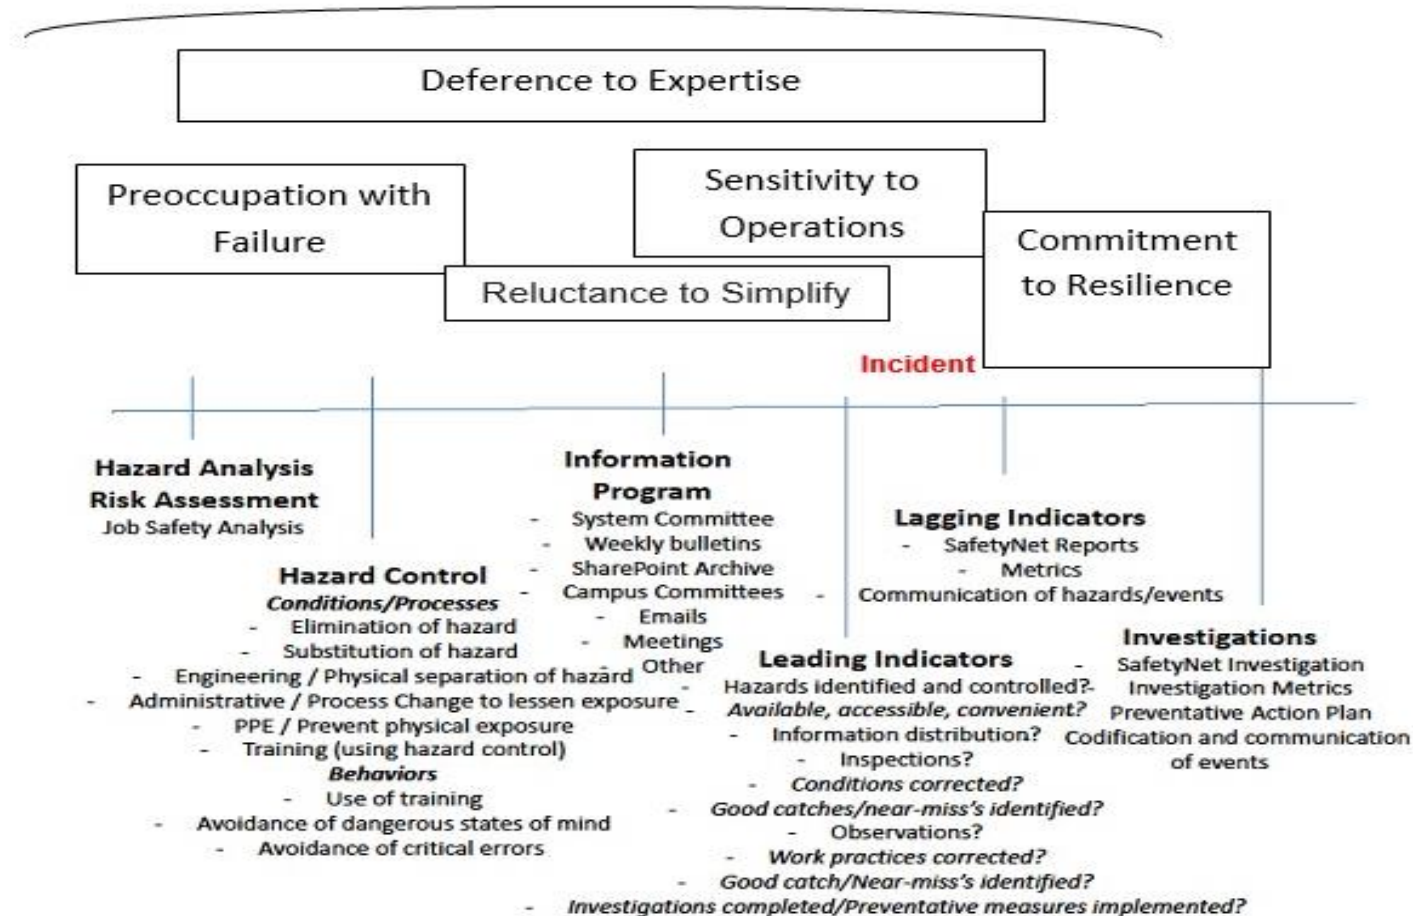 Deference to Expertise
Preoccupation with
Failure
Sensitivity to
Operations
Reluctance to Simplify
Commitment
to Resilience
Incident
Hazard Analysis
Risk Assessment
Job Safety Analysis
Hazard Control
Conditions/Processes
- Elimination of hazard
- Substitution of hazard
- Engineering / Physical separation of hazard
- Administrative / Process Change to lessen exposure
- PPE / Prevent physical exposure
- Training (using hazard control)
Behaviors
- Use of training
- Avoidance of dangerous states of mind
- Avoidance of critical errors
Information
Program
- System Committee
- Weekly bulletins
- SharePoint Archive
- Campus Committees
- Emails
- Meetings
- Other
Leading Indicators
- Hazards identified and controlled?
- Available, accessible, convenient?
- Information distribution?
- Inspections?
- Conditions corrected?
- Good catches/near-miss's identified?
- Observations?
- Work practices corrected?
- Good catch/Near-miss's identified?
- Investigations completed/Preventative measures implemented?
Lagging Indicators
- SafetyNet Reports
- Metrics
- Communication of hazards/events
Investigations
- SafetyNet Investigation
- Investigation Metrics
Preventative Action Plan
Codification and communication
of events